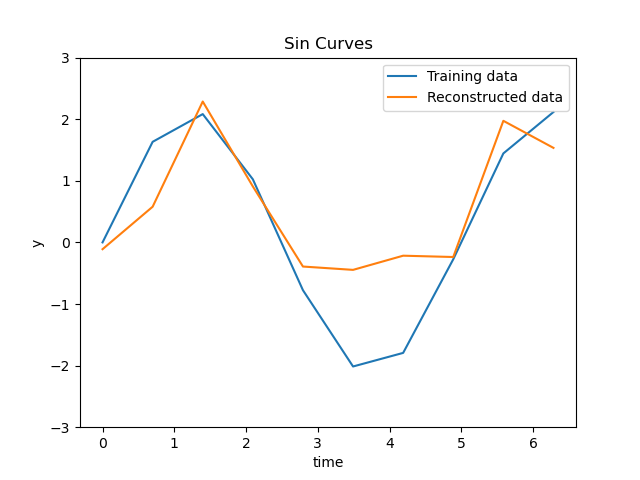 Sin Curves
Training data
Reconstructed data
3
2
1
0
−1
−2
−3
y
0 1 2 3 4 5 6
time